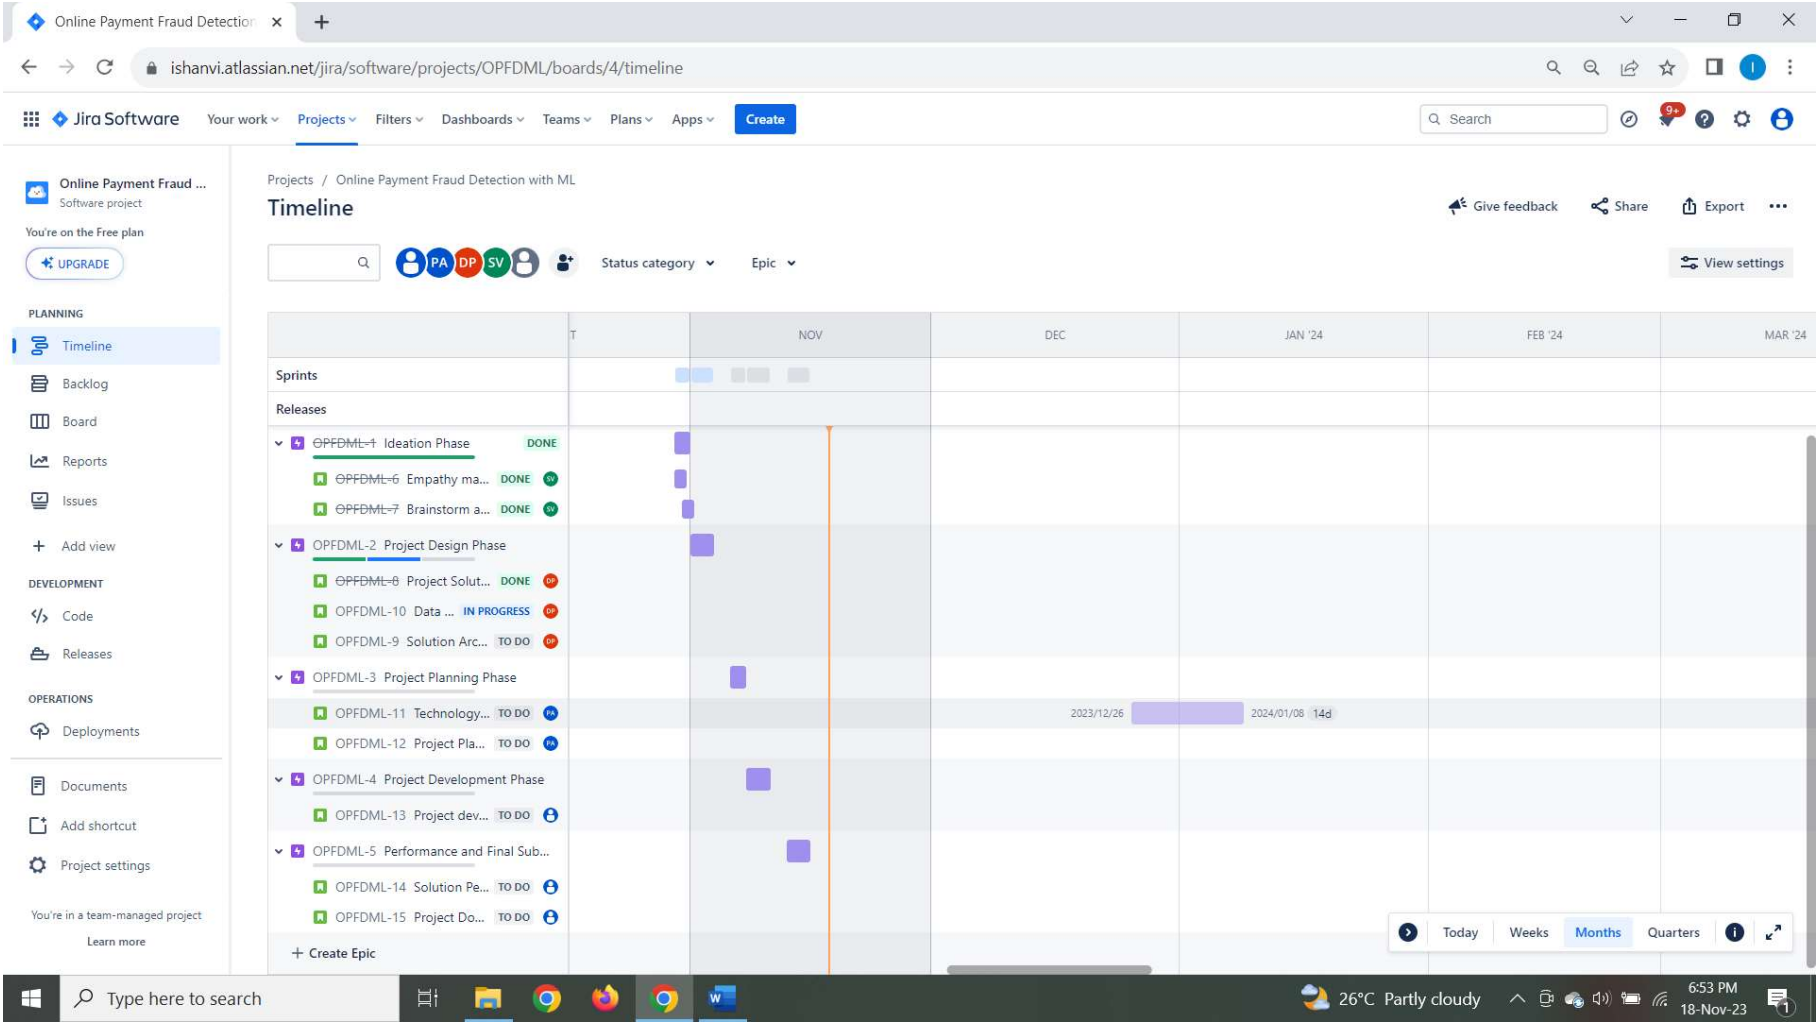 Online Payment Fraud Detection
ishanvi.atlassian.net/jira/software/projects/OPFDML/boards/4/timeline
I
Jira Software Your work Projects Filters Dashboards Teams Plans Apps Create Search 9+
Online Payment Fraud ...
Software project
You're on the Free plan
UPGRADE
PLANNING
Timeline
Backlog
Board
Reports
Issues
Add view
DEVELOPMENT
Code
Releases
OPERATIONS
Deployments
Documents
Add shortcut
Project settings
You're in a team-managed project
Learn more
Projects / Online Payment Fraud Detection with ML
Timeline
Give feedback Share Export
PA DP SV Status category Epic View settings
T NOV DEC JAN '24 FEB '24 MAR '24
Sprints
Releases
OPFDML-1 Ideation Phase DONE
OPFDML-6 Empathy ma... DONE SV
OPFDML-7 Brainstorm a... DONE SV
OPFDML-2 Project Design Phase
OPFDML-8 Project Solut... DONE DP
OPFDML-10 Data ... IN PROGRESS DP
OPFDML-9 Solution Arc... TO DO DP
OPFDML-3 Project Planning Phase
OPFDML-11 Technology... TO DO PA 2023/12/26 2024/01/08 14d
OPFDML-12 Project Pla... TO DO PA
OPFDML-4 Project Development Phase
OPFDML-13 Project dev... TO DO
OPFDML-5 Performance and Final Sub...
OPFDML-14 Solution Pe... TO DO
OPFDML-15 Project Do... TO DO
+ Create Epic
Today Weeks Months Quarters
Type here to search
26°C Partly cloudy
6:53 PM
18-Nov-23
1